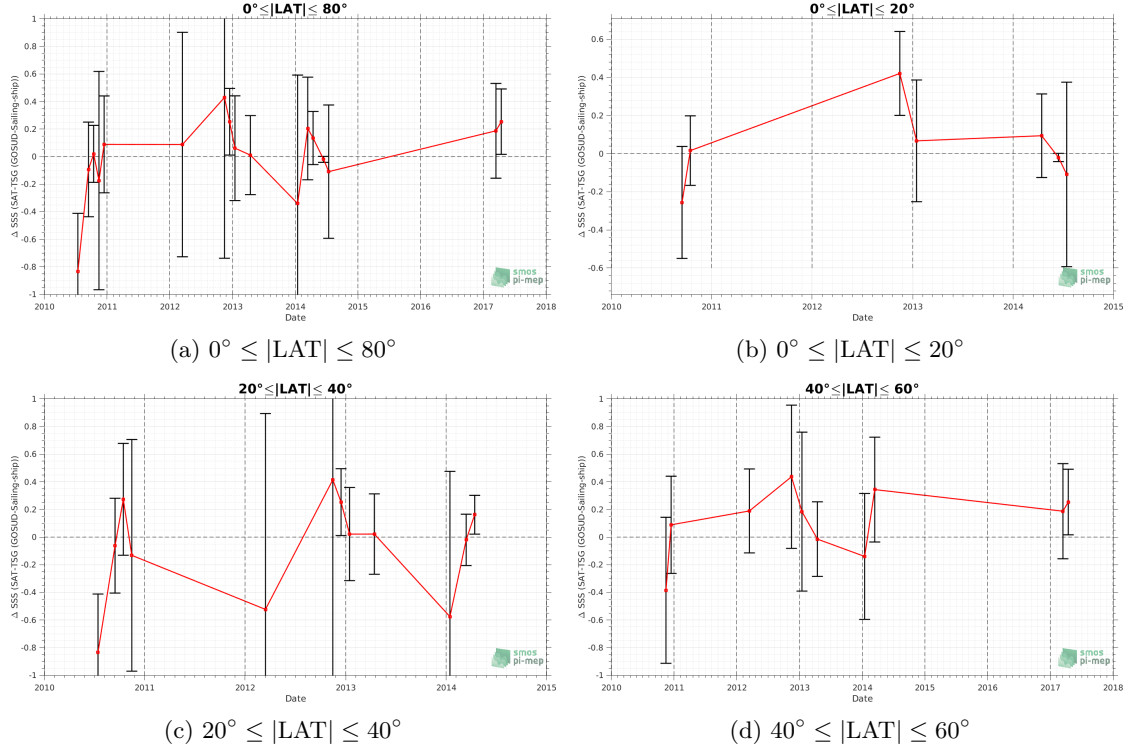 0°≤|LAT|≤ 80°
Δ SSS (SAT-TSG (GOSUD-Sailing-ship))
1
0.8
0.6
0.4
0.2
0
-0.2
-0.4
-0.6
-0.8
-1
2010 2011 2012 2013 2014 2015 2016 2017 2018
Date
smos
pi-mep
(a) 0° ≤ |LAT| ≤ 80°
0°≤|LAT|≤ 20°
Δ SSS (SAT-TSG (GOSUD-Sailing-ship))
0.6
0.4
0.2
0
-0.2
-0.4
-0.6
2010 2011 2012 2013 2014 2015
Date
smos
pi-mep
(b) 0° ≤ |LAT| ≤ 20°
20°≤|LAT|≤ 40°
Δ SSS (SAT-TSG (GOSUD-Sailing-ship))
1
0.8
0.6
0.4
0.2
0
-0.2
-0.4
-0.6
-0.8
-1
2010 2011 2012 2013 2014 2015
Date
smos
pi-mep
(c) 20° ≤ |LAT| ≤ 40°
40°≤|LAT|≤ 60°
Δ SSS (SAT-TSG (GOSUD-Sailing-ship))
1
0.8
0.6
0.4
0.2
0
-0.2
-0.4
-0.6
-0.8
-1
2010 2011 2012 2013 2014 2015 2016 2017 2018
Date
smos
pi-mep
(d) 40° ≤ |LAT| ≤ 60°